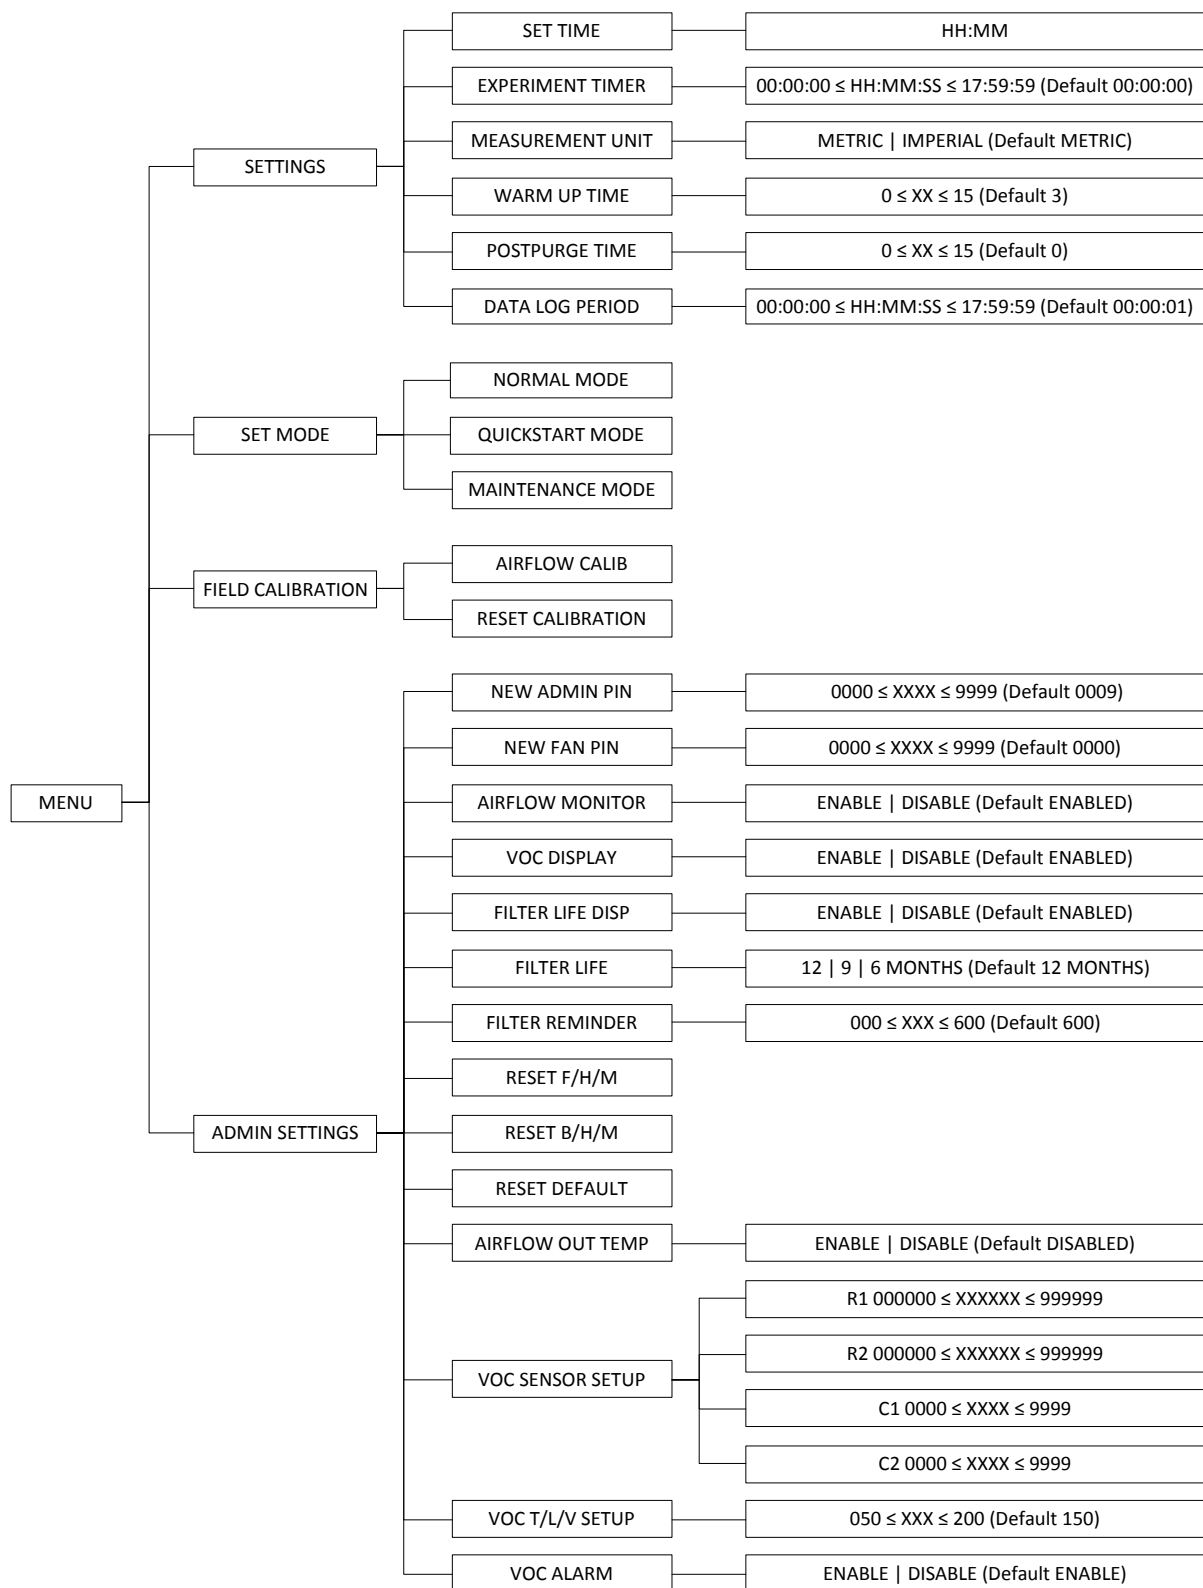 MENU
SETTINGS
SET TIME
HH:MM
EXPERIMENT TIMER
00:00:00 ≤ HH:MM:SS ≤ 17:59:59 (Default 00:00:00)
MEASUREMENT UNIT
METRIC | IMPERIAL (Default METRIC)
WARM UP TIME
0 ≤ XX ≤ 15 (Default 3)
POSTPURGE TIME
0 ≤ XX ≤ 15 (Default 0)
DATA LOG PERIOD
00:00:00 ≤ HH:MM:SS ≤ 17:59:59 (Default 00:00:01)
SET MODE
NORMAL MODE
QUICKSTART MODE
MAINTENANCE MODE
FIELD CALIBRATION
AIRFLOW CALIB
RESET CALIBRATION
ADMIN SETTINGS
NEW ADMIN PIN
0000 ≤ XXXX ≤ 9999 (Default 0009)
NEW FAN PIN
0000 ≤ XXXX ≤ 9999 (Default 0000)
AIRFLOW MONITOR
ENABLE | DISABLE (Default ENABLED)
VOC DISPLAY
ENABLE | DISABLE (Default ENABLED)
FILTER LIFE DISP
ENABLE | DISABLE (Default ENABLED)
FILTER LIFE
12 | 9 | 6 MONTHS (Default 12 MONTHS)
FILTER REMINDER
000 ≤ XXX ≤ 600 (Default 600)
RESET F/H/M
RESET B/H/M
RESET DEFAULT
AIRFLOW OUT TEMP
ENABLE | DISABLE (Default DISABLED)
VOC SENSOR SETUP
R1 000000 ≤ XXXXXX ≤ 999999
R2 000000 ≤ XXXXXX ≤ 999999
C1 0000 ≤ XXXX ≤ 9999
C2 0000 ≤ XXXX ≤ 9999
VOC T/L/V SETUP
050 ≤ XXX ≤ 200 (Default 150)
VOC ALARM
ENABLE | DISABLE (Default ENABLE)